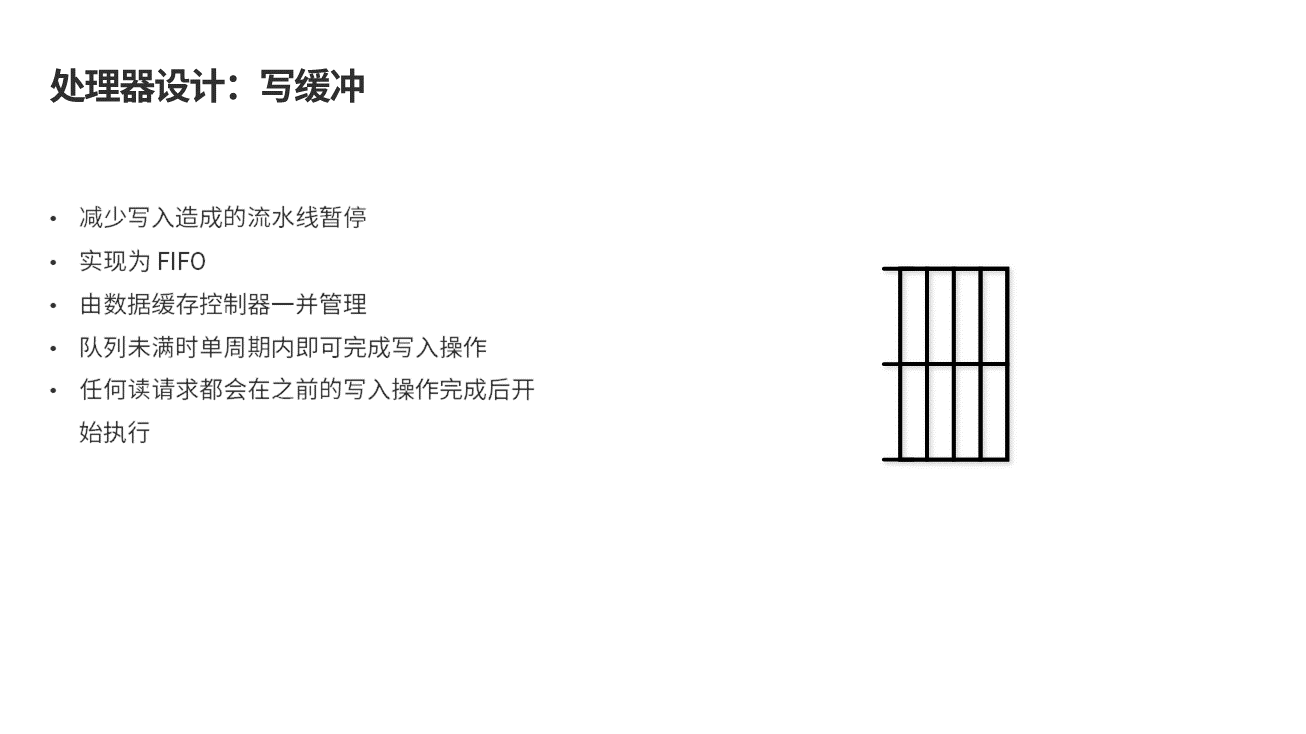 处理器设计：写缓冲
• 减少写入造成的流水线暂停
• 实现为 FIFO
• 由数据缓存控制器一并管理
• 队列未满时单周期内即可完成写入操作
• 任何读请求都会在之前的写入操作完成后开
始执行